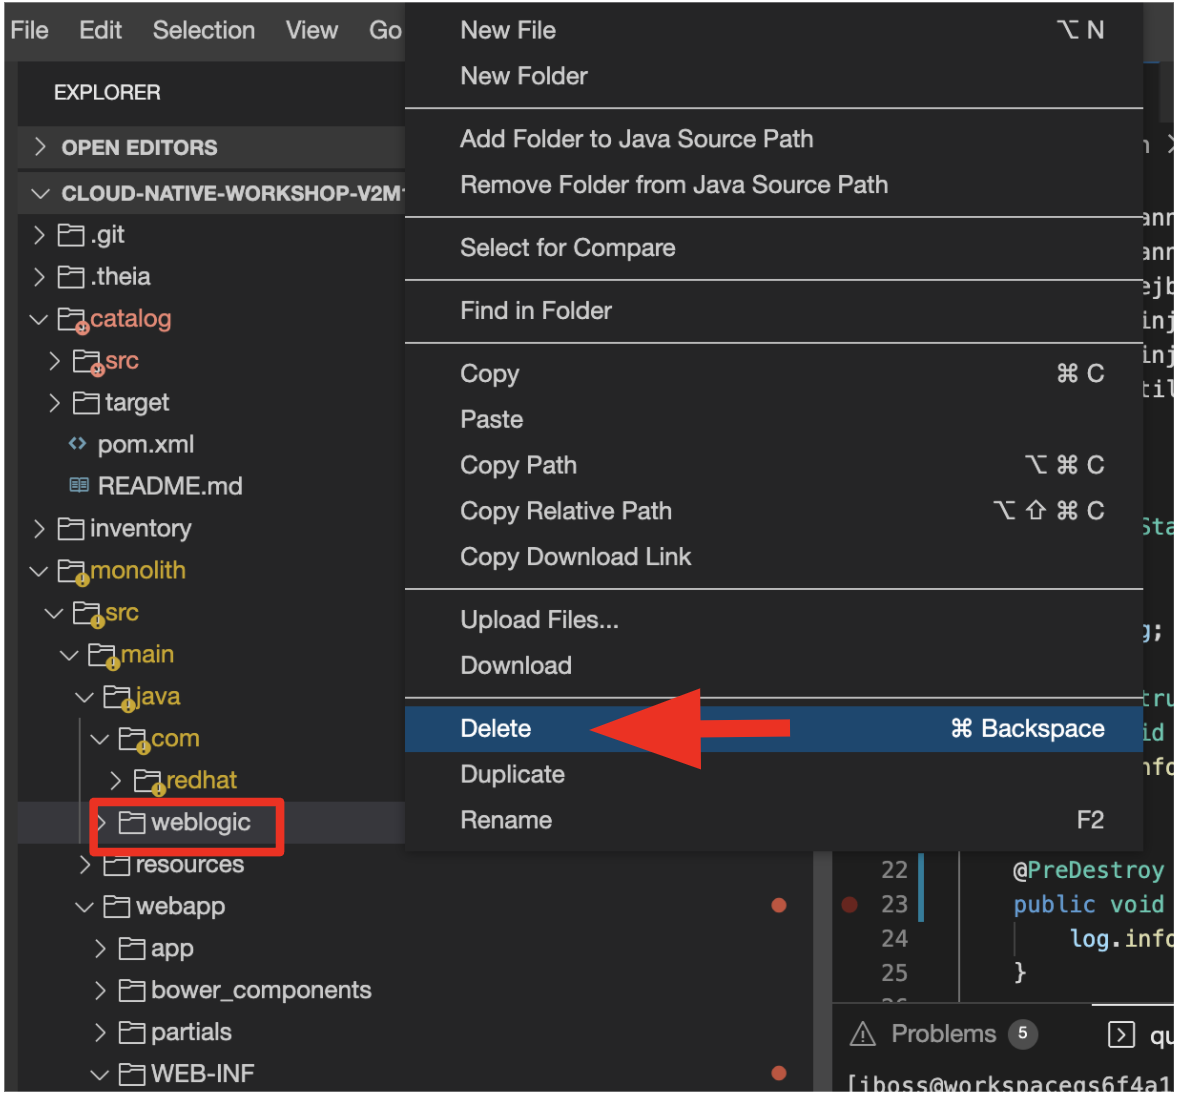 File Edit Selection View Go
EXPLORER
OPEN EDITORS
CLOUD-NATIVE-WORKSHOP-V2M
.git
.theia
catalog
src
target
pom.xml
README.md
inventory
monolith
src
main
java
com
redhat
weblogic
resources
webapp
app
bower_components
partials
WEB-INF
New File ⌥ N
New Folder
Add Folder to Java Source Path
Remove Folder from Java Source Path
Select for Compare
Find in Folder
Copy ⌘ C
Paste
Copy Path ⌥ ⌘ C
Copy Relative Path ⌥ ⇧ ⌘ C
Copy Download Link
Upload Files...
Download
Delete ⌘ Backspace
Duplicate
Rename F2
22 @PreDestroy
23 public void
24 log.info
25 }
Problems 5
[jboss@workspacegs6f4a1